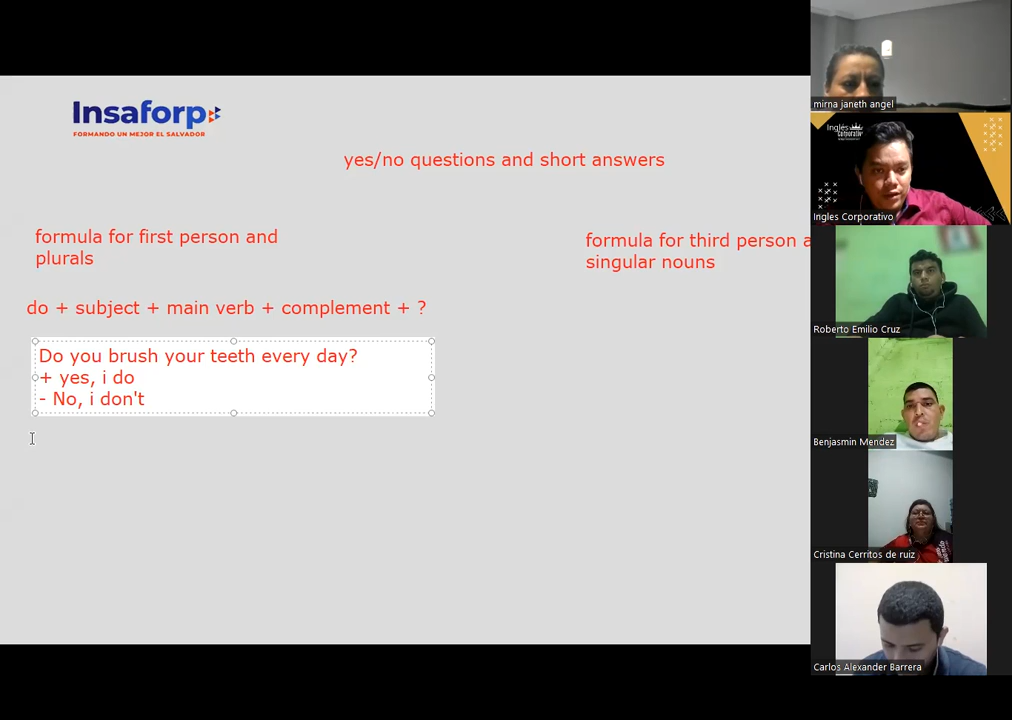 Insaforp
FORMANDO UN MEJOR EL SALVADOR
yes/no questions and short answers
formula for first person and
plurals
formula for third person a
singular nouns
do + subject + main verb + complement + ?
Do you brush your teeth every day?
+ yes, i do
- No, i don't
mirna janeth angel
Inglés
Corporativo
Ingles Corporativo
Roberto Emilio Cruz
Benjasmin Mendez
Cristina Cerritos de ruiz
Carlos Alexander Barrera